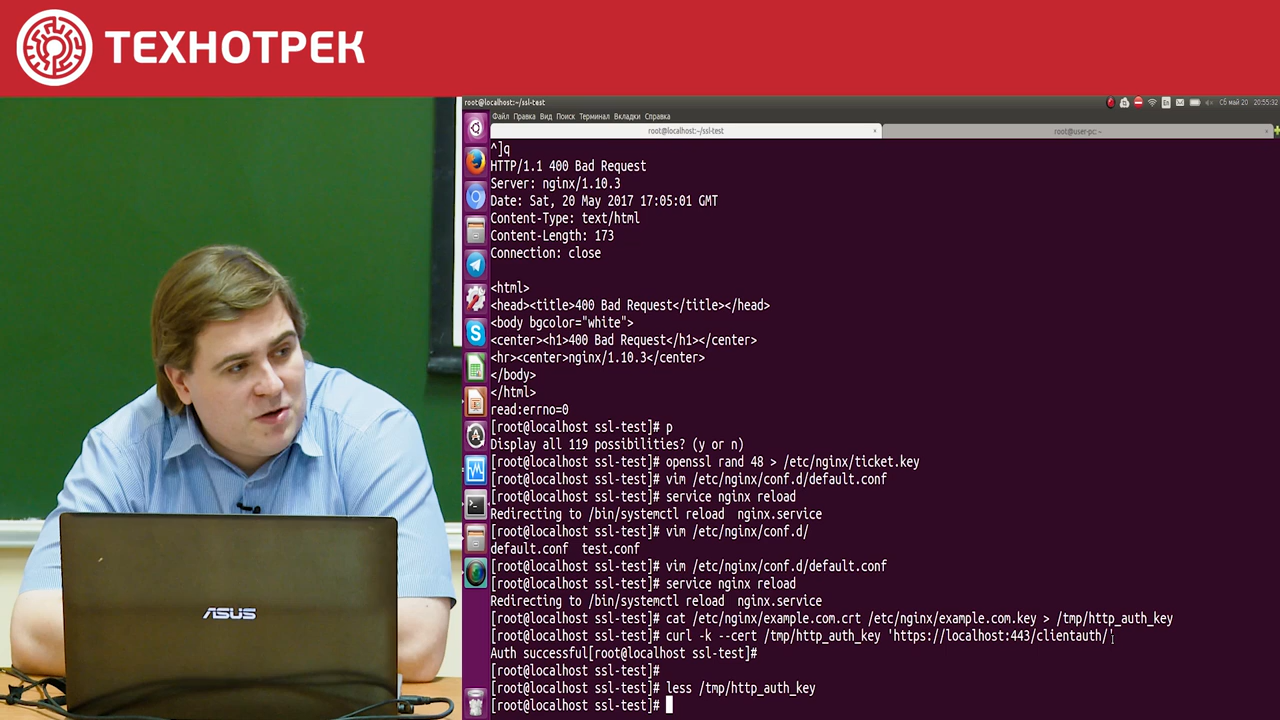 ТЕХНОТРЕК
root@localhost:~/ssl-test
Сб май 20 20:55:32
Файл Правка Вид Поиск Терминал Вкладки Справка
root@localhost:~/ssl-test × root@user-pc: ~ ×
^]q
HTTP/1.1 400 Bad Request
Server: nginx/1.10.3
Date: Sat, 20 May 2017 17:05:01 GMT
Content-Type: text/html
Content-Length: 173
Connection: close
<html>
<head><title>400 Bad Request</title></head>
<body bgcolor="white">
<center><h1>400 Bad Request</h1></center>
<hr><center>nginx/1.10.3</center>
</body>
</html>
read:errno=0
[root@localhost ssl-test]# p
Display all 119 possibilities? (y or n)
[root@localhost ssl-test]# openssl rand 48 > /etc/nginx/ticket.key
[root@localhost ssl-test]# vim /etc/nginx/conf.d/default.conf
[root@localhost ssl-test]# service nginx reload
Redirecting to /bin/systemctl reload  nginx.service
[root@localhost ssl-test]# vim /etc/nginx/conf.d/
default.conf  test.conf
[root@localhost ssl-test]# vim /etc/nginx/conf.d/default.conf
[root@localhost ssl-test]# service nginx reload
Redirecting to /bin/systemctl reload  nginx.service
[root@localhost ssl-test]# cat /etc/nginx/example.com.crt /etc/nginx/example.com.key > /tmp/http_auth_key
[root@localhost ssl-test]# curl -k --cert /tmp/http_auth_key 'https://localhost:443/clientauth/'
Auth successful[root@localhost ssl-test]#
[root@localhost ssl-test]#
[root@localhost ssl-test]# less /tmp/http_auth_key
[root@localhost ssl-test]#
ASUS